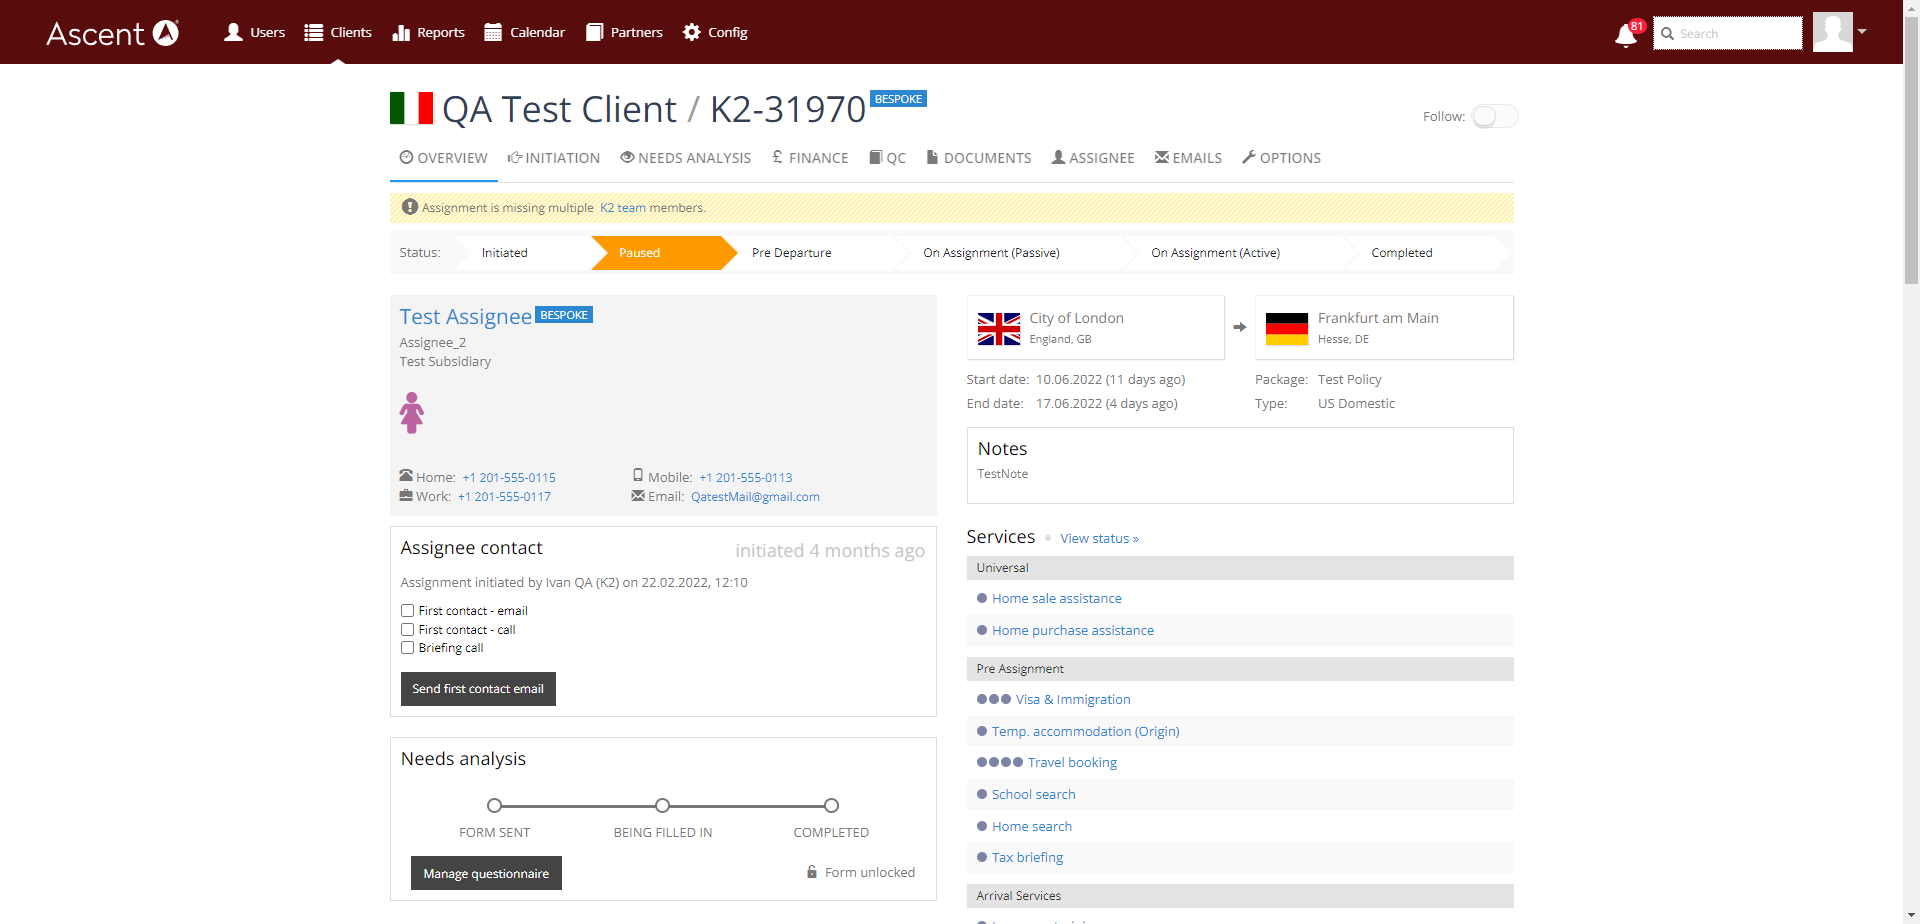 Ascent
Users
Clients
Reports
Calendar
Partners
Config
81
Search
QA Test Client / K2-31970 BESPOKE
Follow:
OVERVIEW
INITIATION
NEEDS ANALYSIS
£ FINANCE
QC
DOCUMENTS
ASSIGNEE
EMAILS
OPTIONS
Assignment is missing multiple K2 team members.
Status:
Initiated
Paused
Pre Departure
On Assignment (Passive)
On Assignment (Active)
Completed
Test Assignee BESPOKE
Assignee_2
Test Subsidiary
Home: +1 201-555-0115
Mobile: +1 201-555-0113
Work: +1 201-555-0117
Email: QatestMail@gmail.com
City of London
England, GB
Frankfurt am Main
Hesse, DE
Start date: 10.06.2022 (11 days ago)
End date: 17.06.2022 (4 days ago)
Package: Test Policy
Type: US Domestic
Notes
TestNote
Assignee contact
initiated 4 months ago
Assignment initiated by Ivan QA (K2) on 22.02.2022, 12:10
First contact - email
First contact - call
Briefing call
Send first contact email
Needs analysis
FORM SENT
BEING FILLED IN
COMPLETED
Manage questionnaire
Form unlocked
Services
View status »
Universal
Home sale assistance
Home purchase assistance
Pre Assignment
Visa & Immigration
Temp. accommodation (Origin)
Travel booking
School search
Home search
Tax briefing
Arrival Services